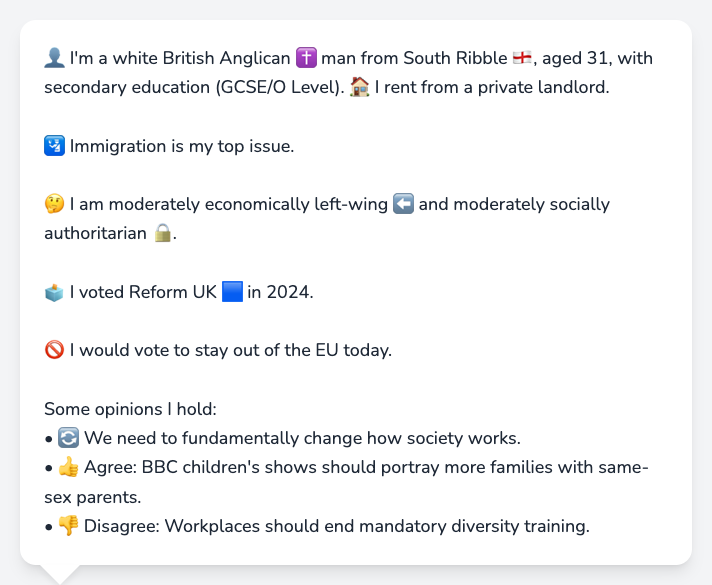 👤 I'm a white British Anglican ✝️ man from South Ribble 🏴󠁧󠁢󠁥󠁮󠁧󠁿, aged 31, with
secondary education (GCSE/O Level). 🏠 I rent from a private landlord.
🛂 Immigration is my top issue.
🤔 I am moderately economically left-wing ⬅️ and moderately socially
authoritarian 🔒.
🗳️ I voted Reform UK 🟦 in 2024.
🚫 I would vote to stay out of the EU today.
Some opinions I hold:
• 🔄 We need to fundamentally change how society works.
• 👍 Agree: BBC children's shows should portray more families with same-
sex parents.
• 👎 Disagree: Workplaces should end mandatory diversity training.